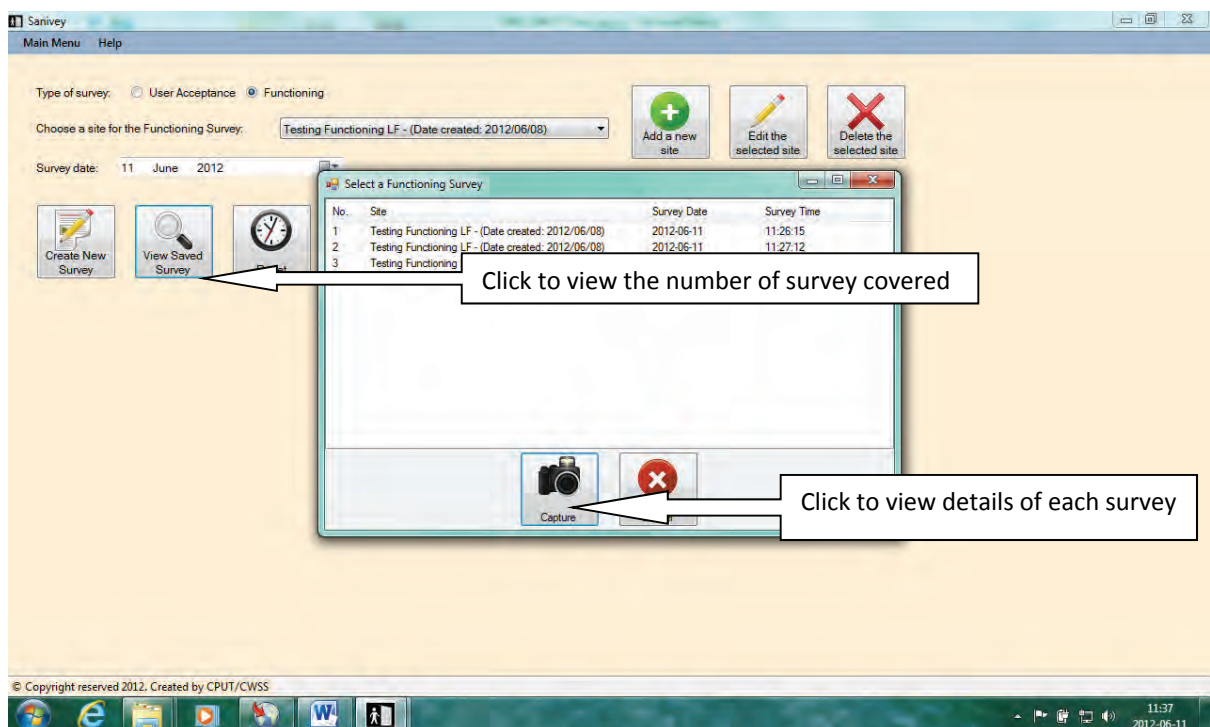 Sanivey
Main Menu Help
Type of survey: User Acceptance Functioning
Choose a site for the Functioning Survey: Testing Functioning LF - (Date created: 2012/06/08)
Survey date: 11 June 2012
Add a new
site
Edit the
selected site
Delete the
selected site
Create New
Survey
View Saved
Survey
Select a Functioning Survey
No. Site Survey Date Survey Time
1 Testing Functioning LF - (Date created: 2012/06/08) 2012-06-11 11:26:15
2 Testing Functioning LF - (Date created: 2012/06/08) 2012-06-11 11:27:12
3 Testing Functioning
Click to view the number of survey covered
Capture
Click to view details of each survey
© Copyright reserved 2012. Created by CPUT/CWSS
11:37
2012-06-11